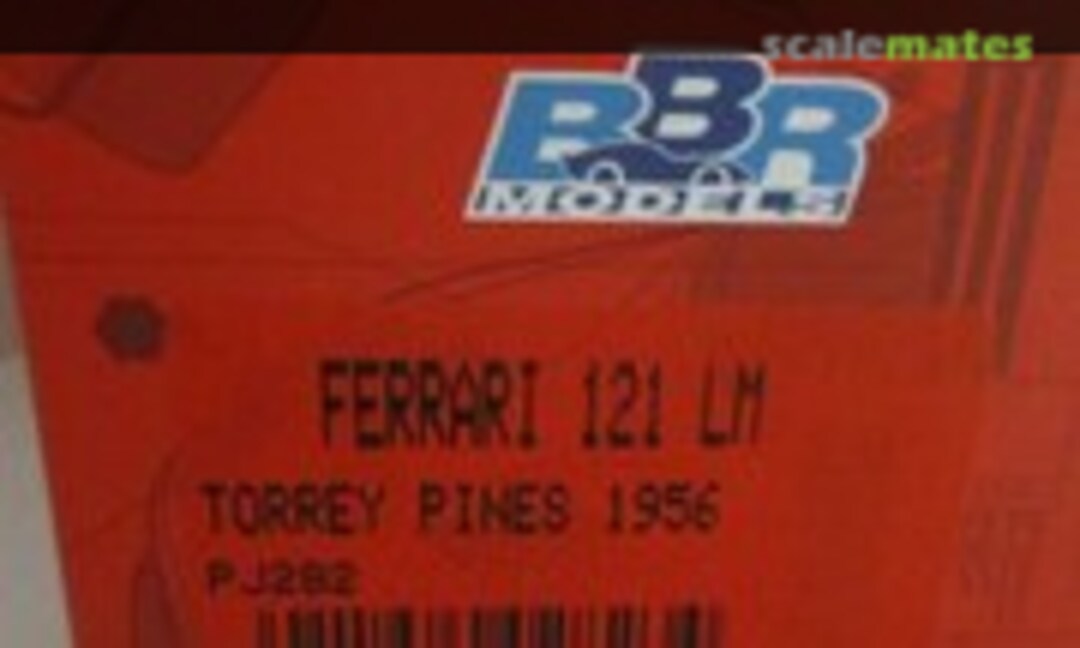 scalemates
BBR
MODELS
FERRARI 121 LM
TORREY PINES 1956
PJ282